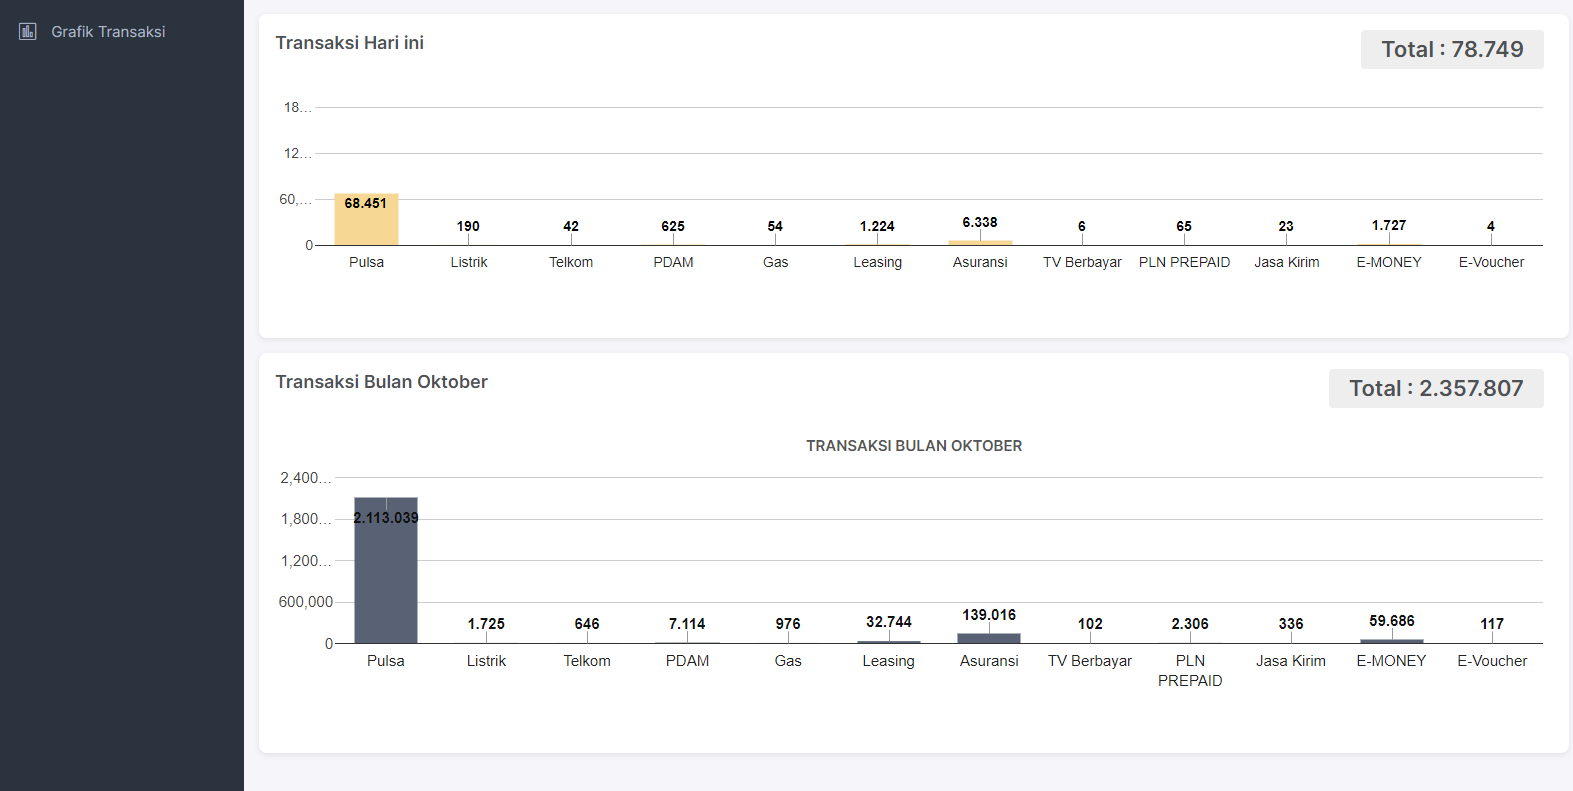 Grafik Transaksi
Transaksi Hari ini
Total : 78.749
18...
12...
60,...
0
68.451 190 42 625 54 1.224 6.338 6 65 23 1.727 4
Pulsa Listrik Telkom PDAM Gas Leasing Asuransi TV Berbayar PLN PREPAID Jasa Kirim E-MONEY E-Voucher
Transaksi Bulan Oktober
Total : 2.357.807
TRANSAKSI BULAN OKTOBER
2,400...
1,800...
1,200...
600,000
0
2.113.039 1.725 646 7.114 976 32.744 139.016 102 2.306 336 59.686 117
Pulsa Listrik Telkom PDAM Gas Leasing Asuransi TV Berbayar PLN PREPAID Jasa Kirim E-MONEY E-Voucher